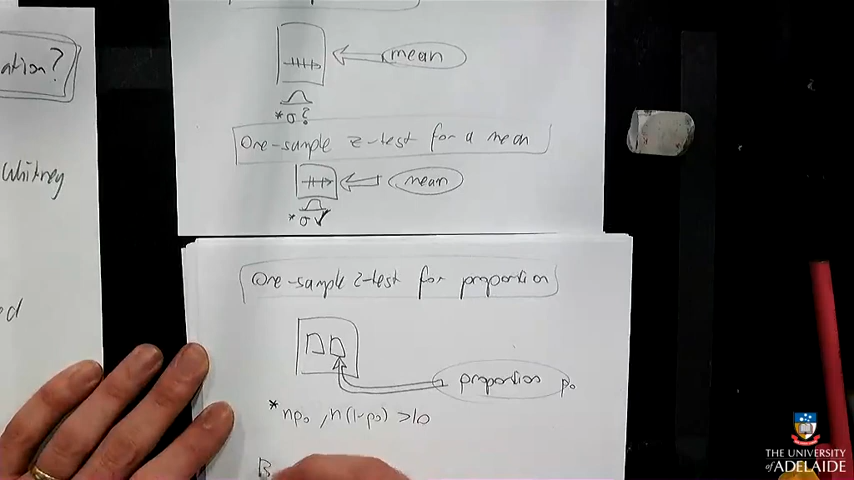 ation?
Whitney
ed
mean
* σ ?
One-sample z-test for a mean
mean
* σ ✓
One-sample z-test for proportion
proportion p₀
* np₀, n(1-p₀) >10
B
THE UNIVERSITY
of ADELAIDE